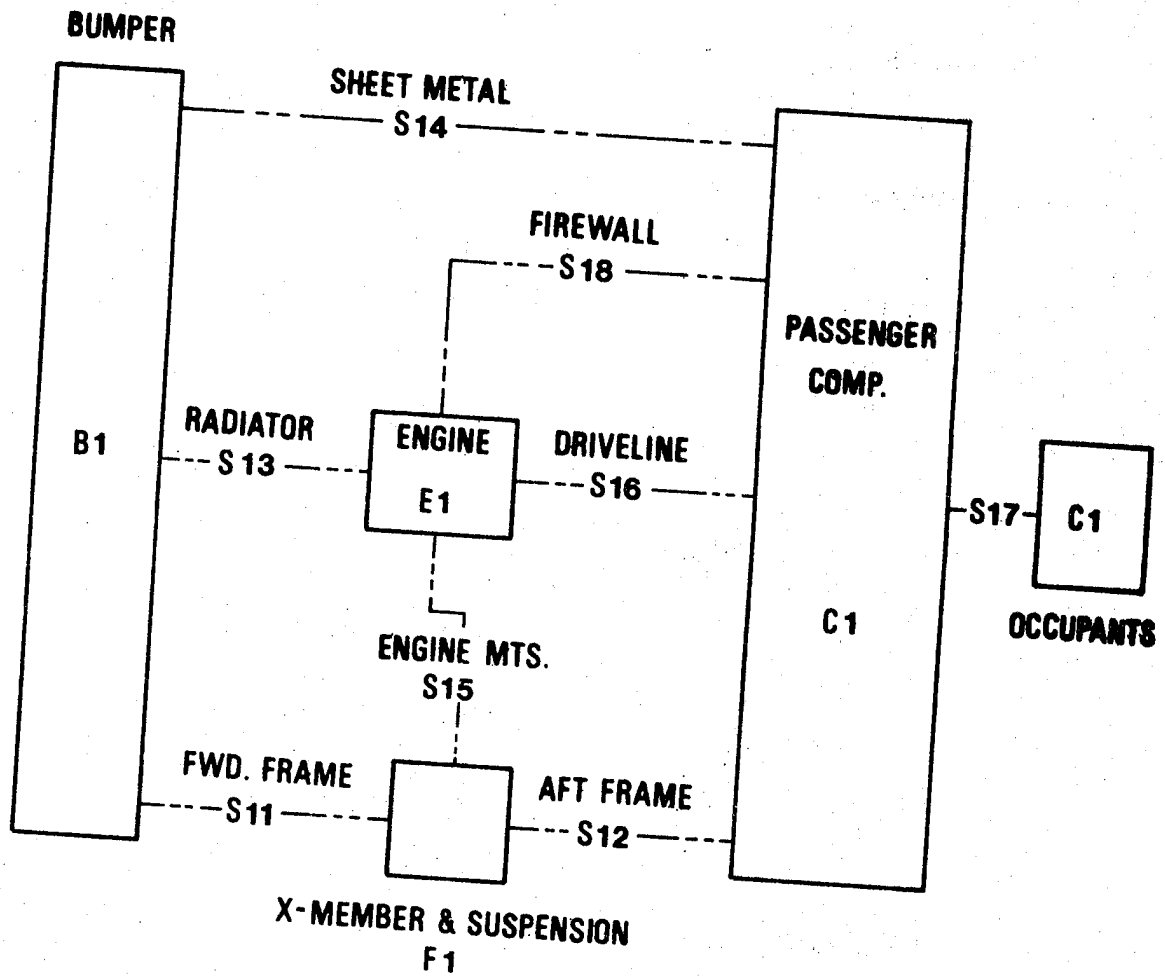 BUMPER
SHEET METAL
S14
FIREWALL
S18
PASSENGER
COMP.
B1
RADIATOR
S13
ENGINE
E1
DRIVELINE
S16
S17
C1
OCCUPANTS
C1
ENGINE MTS.
S15
FWD. FRAME
S11
AFT FRAME
S12
X-MEMBER & SUSPENSION
F1